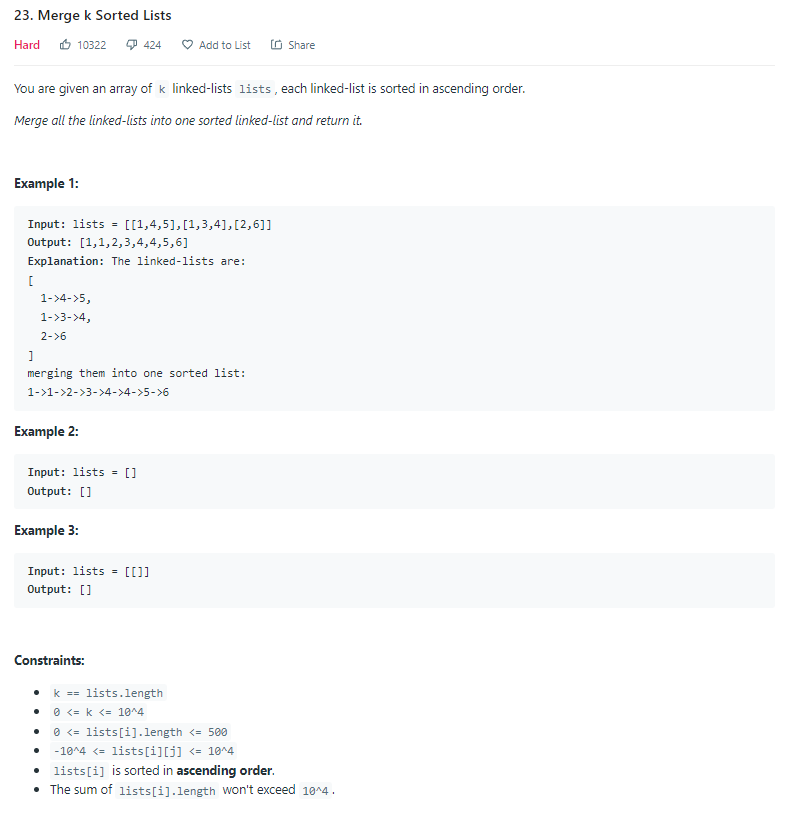 23. Merge k Sorted Lists
Hard 10322 424 Add to List Share
You are given an array of k linked-lists lists, each linked-list is sorted in ascending order.
Merge all the linked-lists into one sorted linked-list and return it.
Example 1:
Input: lists = [[1,4,5],[1,3,4],[2,6]]
Output: [1,1,2,3,4,4,5,6]
Explanation: The linked-lists are:
[
  1->4->5,
  1->3->4,
  2->6
]
merging them into one sorted list:
1->1->2->3->4->4->5->6
Example 2:
Input: lists = []
Output: []
Example 3:
Input: lists = [[]]
Output: []
Constraints:
• k == lists.length
• 0 <= k <= 10^4
• 0 <= lists[i].length <= 500
• -10^4 <= lists[i][j] <= 10^4
• lists[i] is sorted in ascending order.
• The sum of lists[i].length won't exceed 10^4.